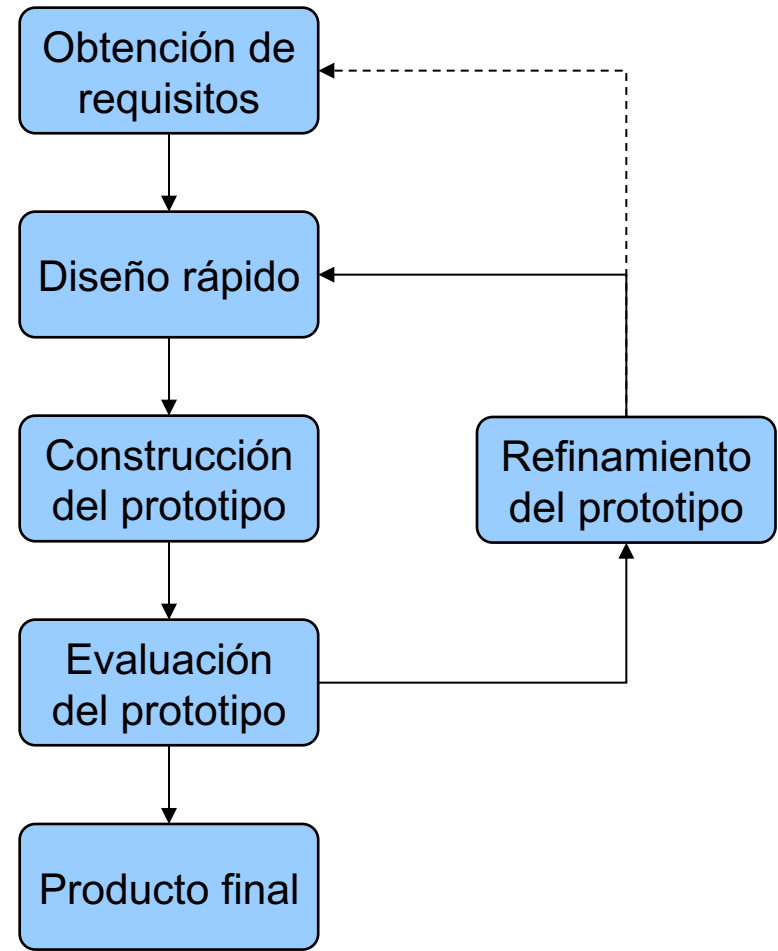 Obtención de
requisitos
Diseño rápido
Construcción
del prototipo
Refinamiento
del prototipo
Evaluación
del prototipo
Producto final